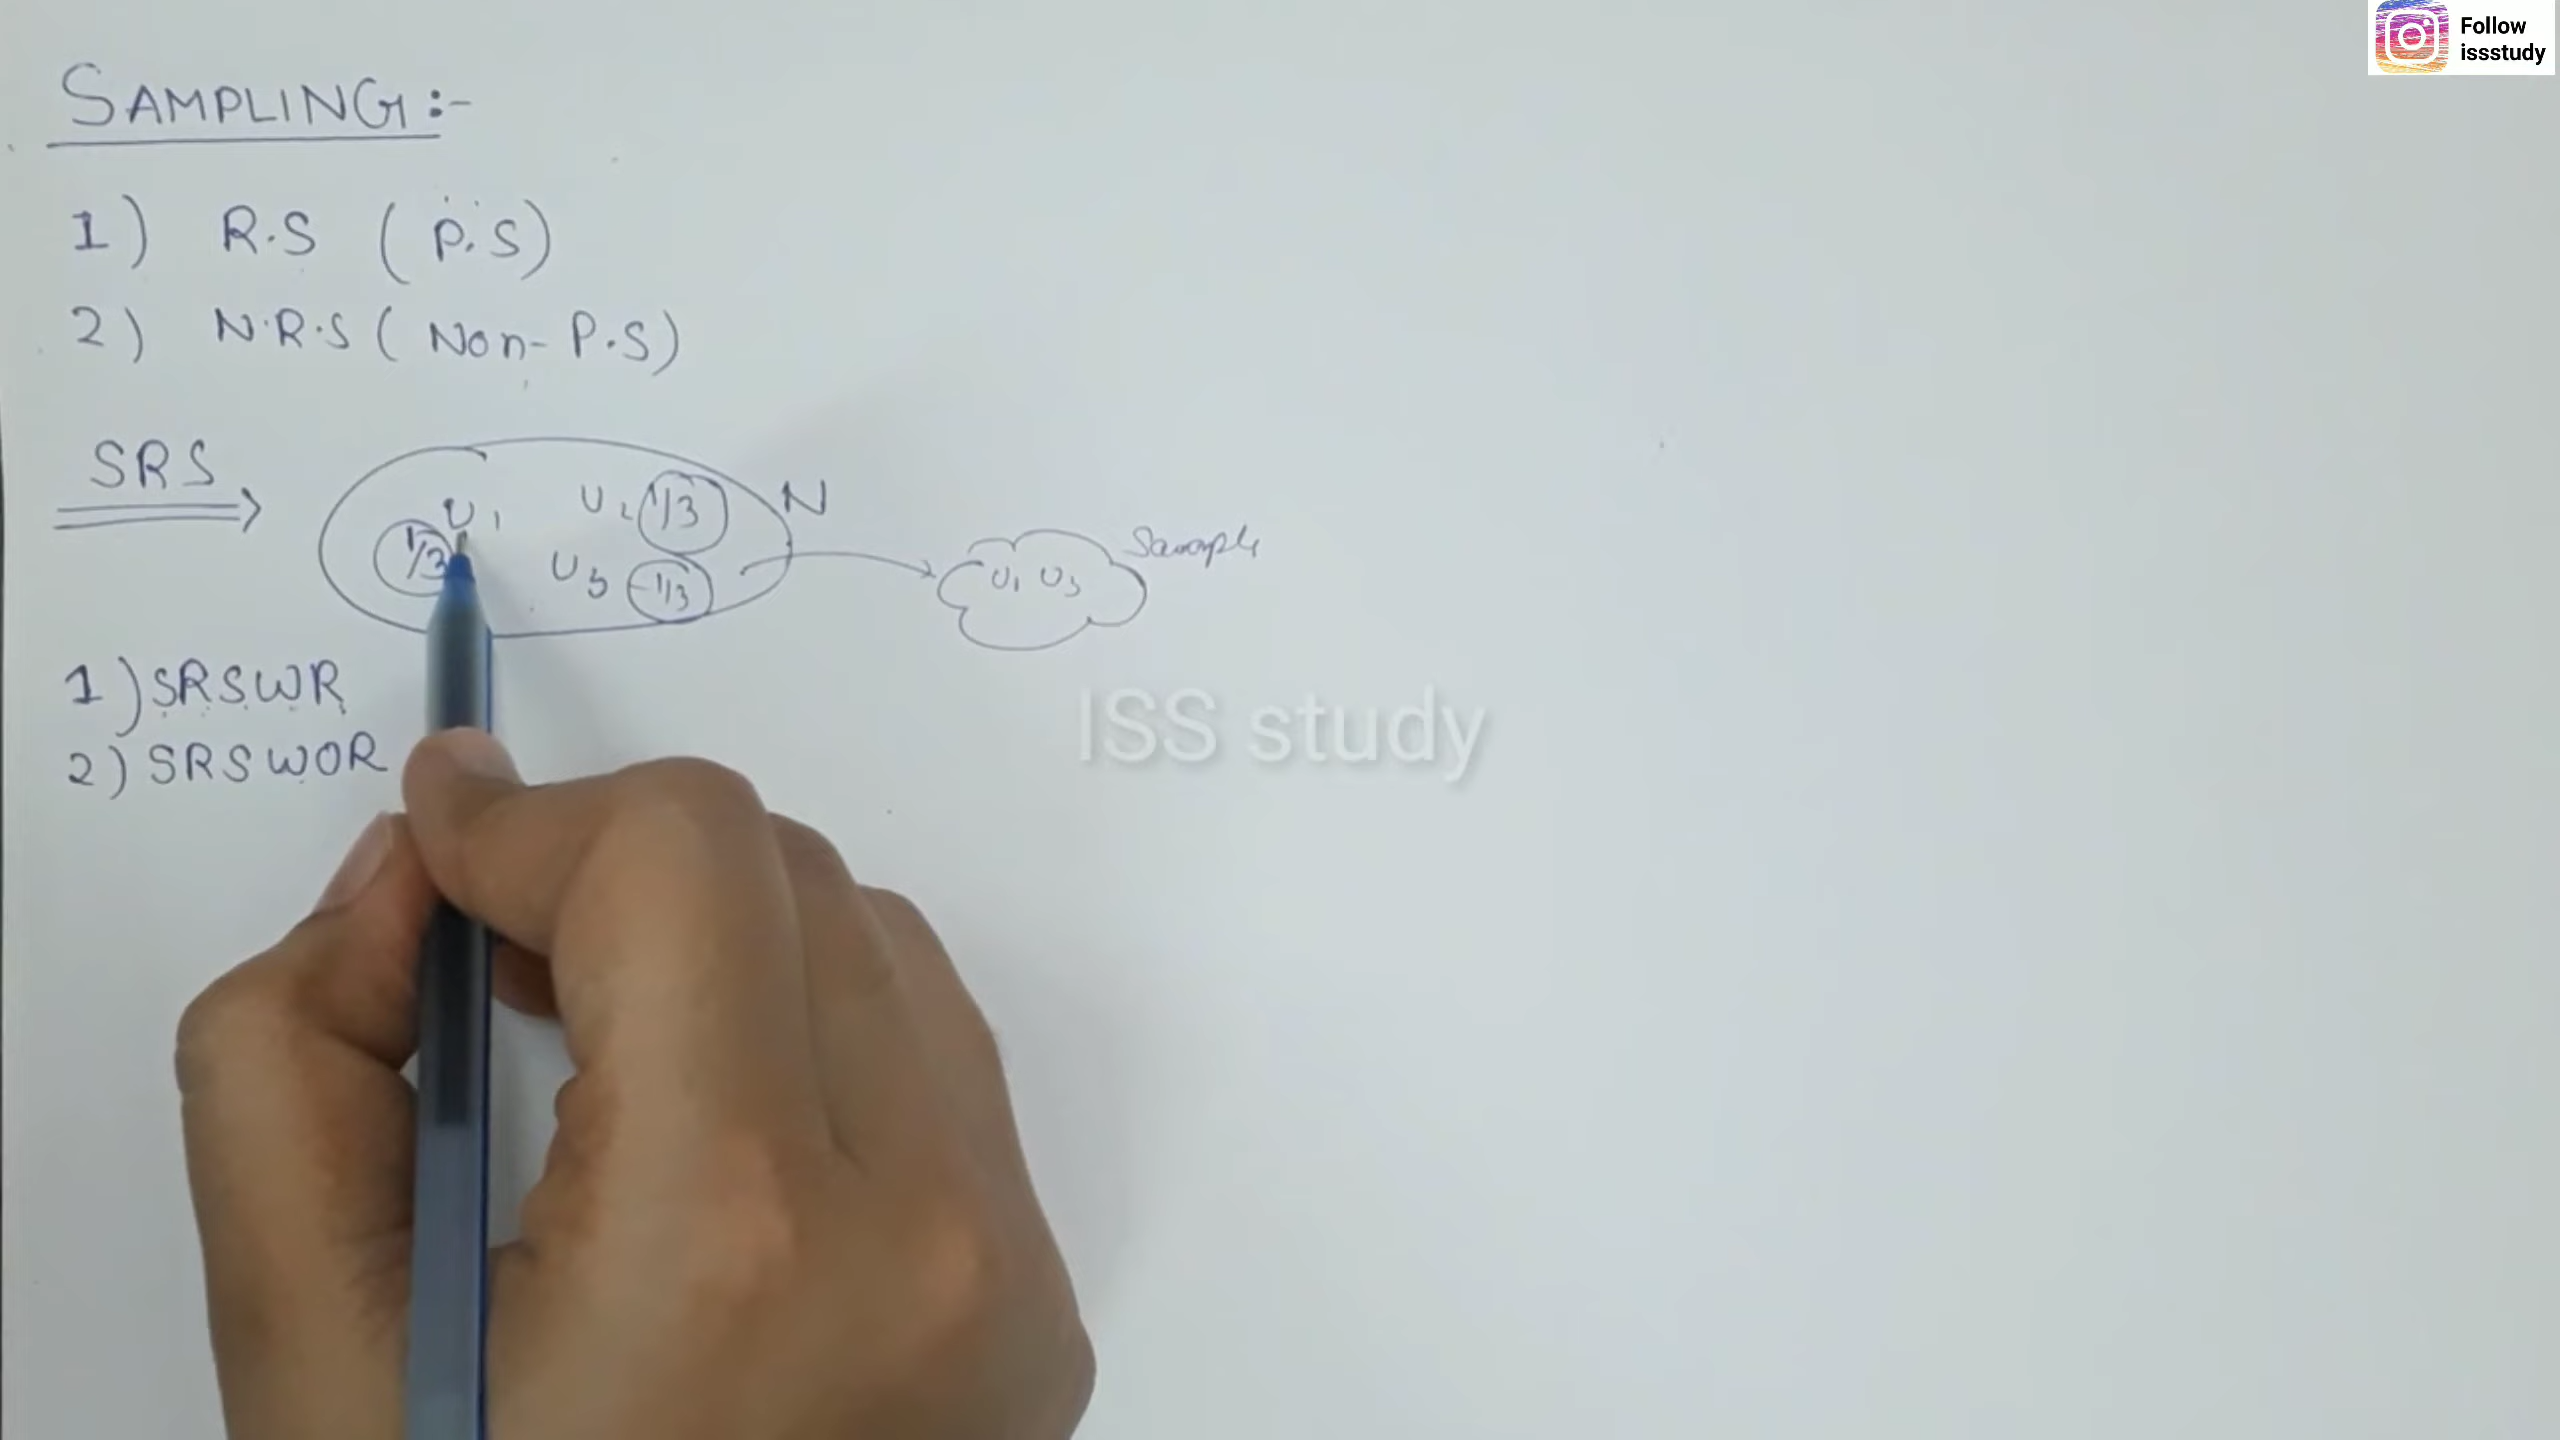 Follow
issstudy
SAMPLING:-
1) R.S (P.S)
2) N.R.S (Non-P.S)
SRS
U1 1/3
U2 1/3
U3 1/3
N
Sample
U1 U3
ISS study
1) SRSWR
2) SRSWOR